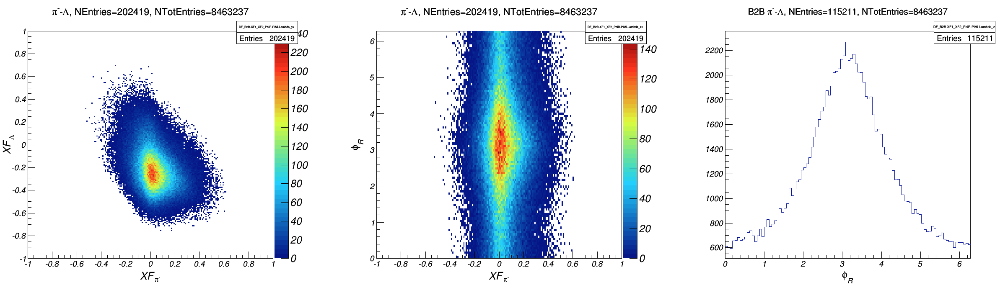 π⁻-Λ, NEntries=202419, NTotEntries=8463237
DF_B2B-XF1_XF2_PhiR-PiMi-Lambda_yx
Entries 202419
1
0.8
0.6
0.4
0.2
0
-0.2
-0.4
-0.6
-0.8
-1
XF Λ
-1 -0.8 -0.6 -0.4 -0.2 0 0.2 0.4 0.6 0.8 1
XF π⁻
40
220
200
180
160
140
120
100
80
60
40
20
0
π⁻-Λ, NEntries=202419, NTotEntries=8463237
DF_B2B-XF1_XF2_PhiR-PiMi-Lambda_zx
Entries 202419
6
5
4
3
2
1
0
ϕ R
-1 -0.8 -0.6 -0.4 -0.2 0 0.2 0.4 0.6 0.8 1
XF π⁻
140
120
100
80
60
40
20
0
B2B π⁻-Λ, NEntries=115211, NTotEntries=8463237
DF_B2B-XF1_XF2_PhiR-PiMi-Lambda_z
Entries 115211
2200
2000
1800
1600
1400
1200
1000
800
600
0 1 2 3 4 5 6
ϕ R